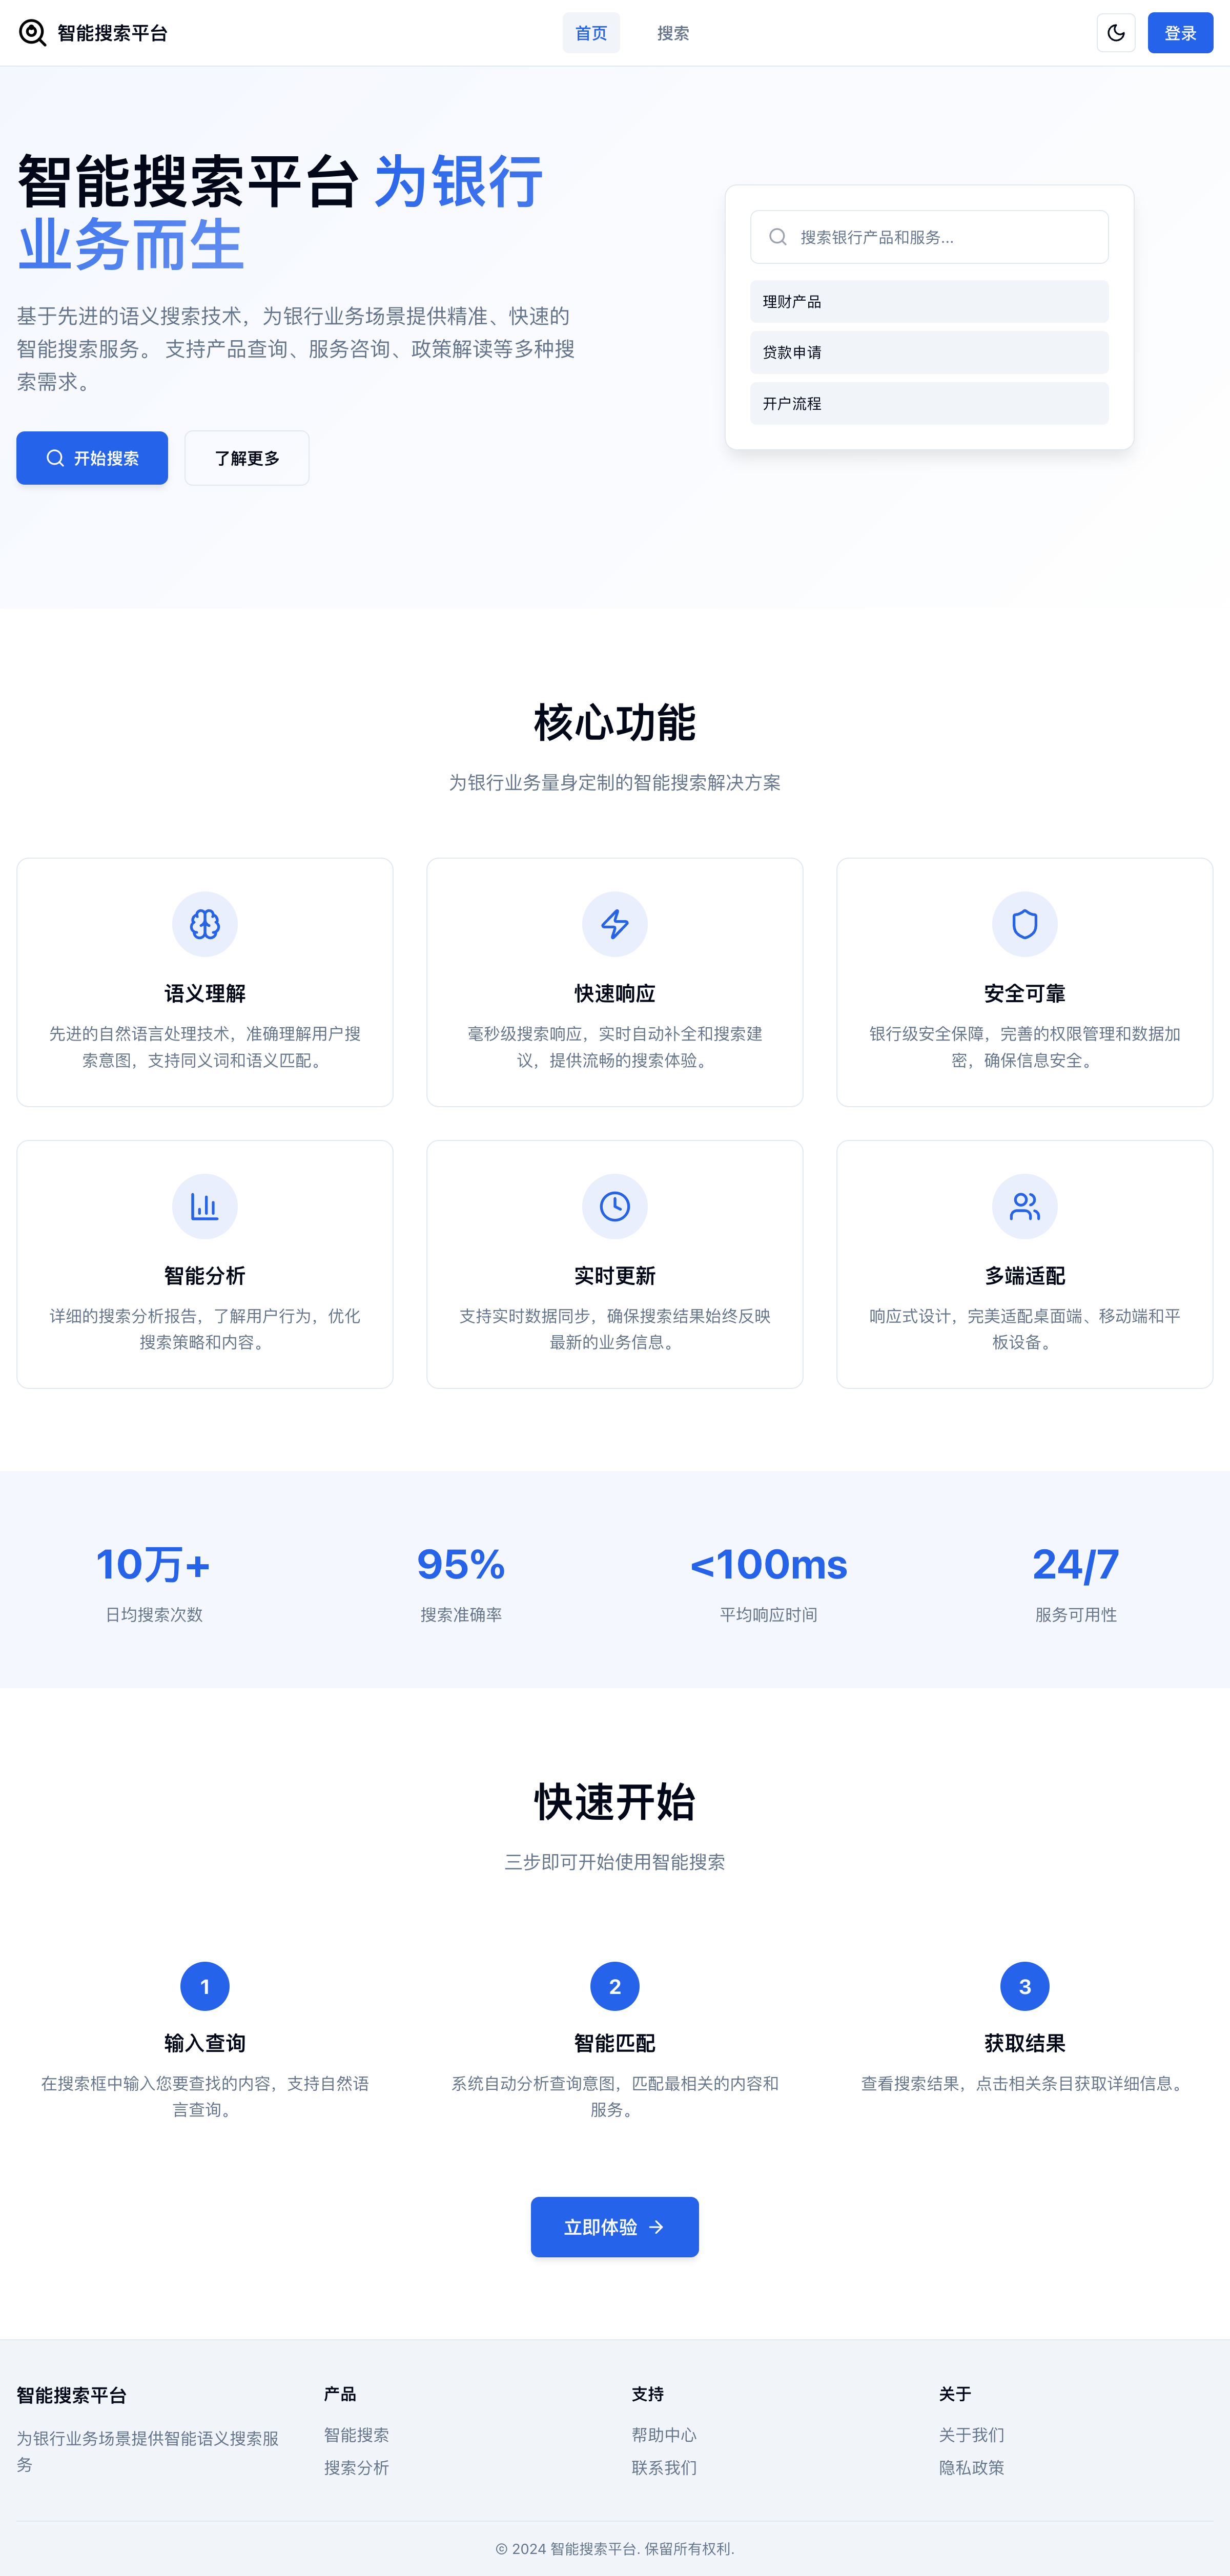 智能搜索平台
首页
搜索
登录
智能搜索平台 为银行
业务而生
基于先进的语义搜索技术，为银行业务场景提供精准、快速的
智能搜索服务。 支持产品查询、服务咨询、政策解读等多种搜
索需求。
开始搜索
了解更多
搜索银行产品和服务...
理财产品
贷款申请
开户流程
核心功能
为银行业务量身定制的智能搜索解决方案
语义理解
先进的自然语言处理技术，准确理解用户搜
索意图，支持同义词和语义匹配。
快速响应
毫秒级搜索响应，实时自动补全和搜索建
议，提供流畅的搜索体验。
安全可靠
银行级安全保障，完善的权限管理和数据加
密，确保信息安全。
智能分析
详细的搜索分析报告，了解用户行为，优化
搜索策略和内容。
实时更新
支持实时数据同步，确保搜索结果始终反映
最新的业务信息。
多端适配
响应式设计，完美适配桌面端、移动端和平
板设备。
10万+
日均搜索次数
95%
搜索准确率
<100ms
平均响应时间
24/7
服务可用性
快速开始
三步即可开始使用智能搜索
1
输入查询
在搜索框中输入您要查找的内容，支持自然语
言查询。
2
智能匹配
系统自动分析查询意图，匹配最相关的内容和
服务。
3
获取结果
查看搜索结果，点击相关条目获取详细信息。
立即体验
智能搜索平台
为银行业务场景提供智能语义搜索服
务
产品
智能搜索
搜索分析
支持
帮助中心
联系我们
关于
关于我们
隐私政策
© 2024 智能搜索平台. 保留所有权利.